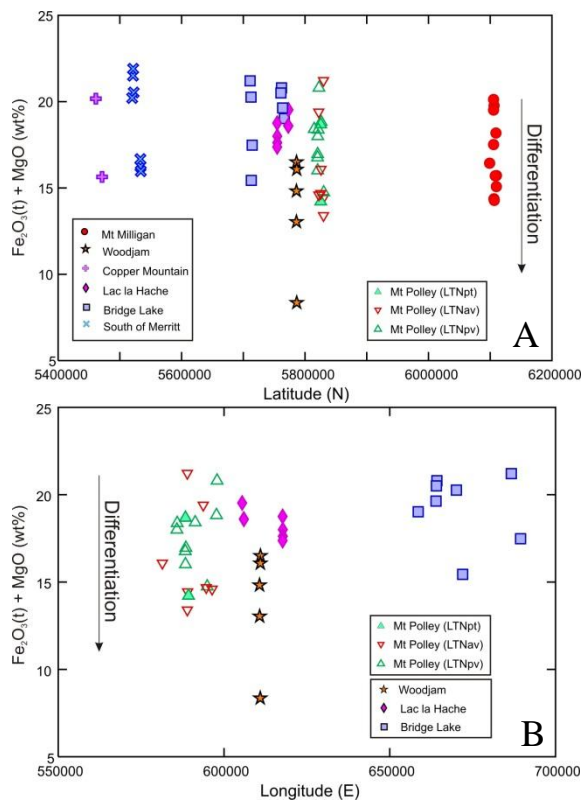 25
20
15
10
5
Fe₂O₃(t) + MgO (wt%)
Differentiation
Mt Milligan
Woodjam
Copper Mountain
Lac la Hache
Bridge Lake
South of Merritt
Mt Polley (LTNpt)
Mt Polley (LTNav)
Mt Polley (LTNpv)
A
5400000 5600000 5800000 6000000 6200000
Latitude (N)
25
20
15
10
5
Fe₂O₃(t) + MgO (wt%)
Differentiation
Mt Polley (LTNpt)
Mt Polley (LTNav)
Mt Polley (LTNpv)
Woodjam
Lac la Hache
Bridge Lake
B
550000 600000 650000 700000
Longitude (E)